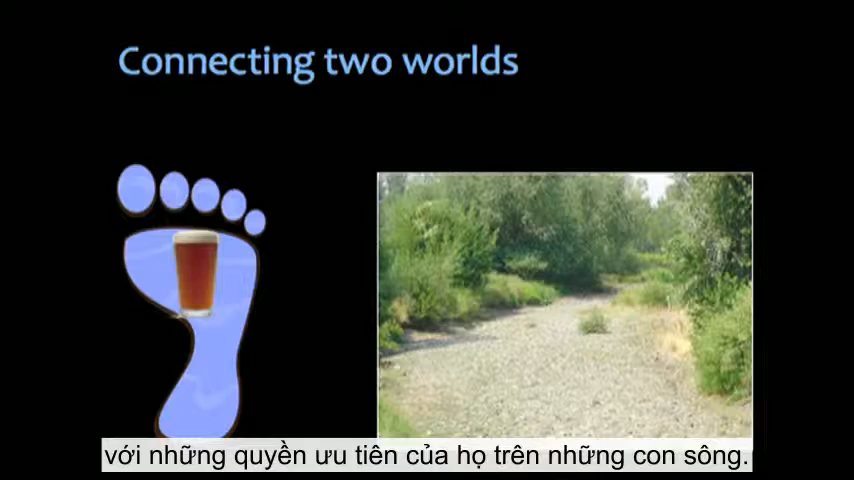 Connecting two worlds
với những quyền ưu tiên của họ trên những con sông.